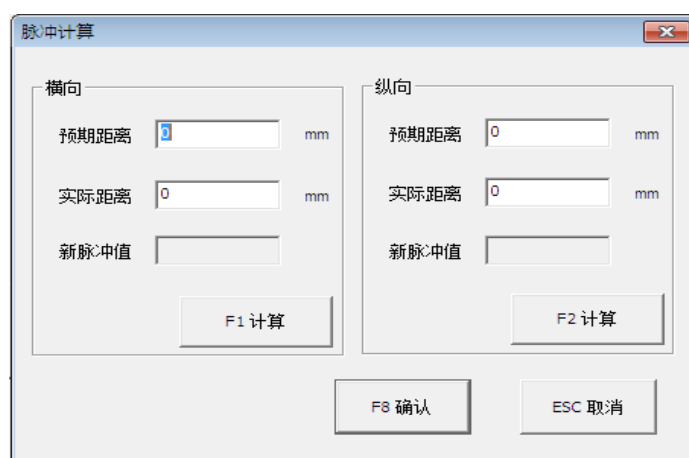 脉冲计算
横向
预期距离 0 mm
实际距离 0 mm
新脉冲值
F1 计算
纵向
预期距离 0 mm
实际距离 0 mm
新脉冲值
F2 计算
F8 确认
ESC 取消